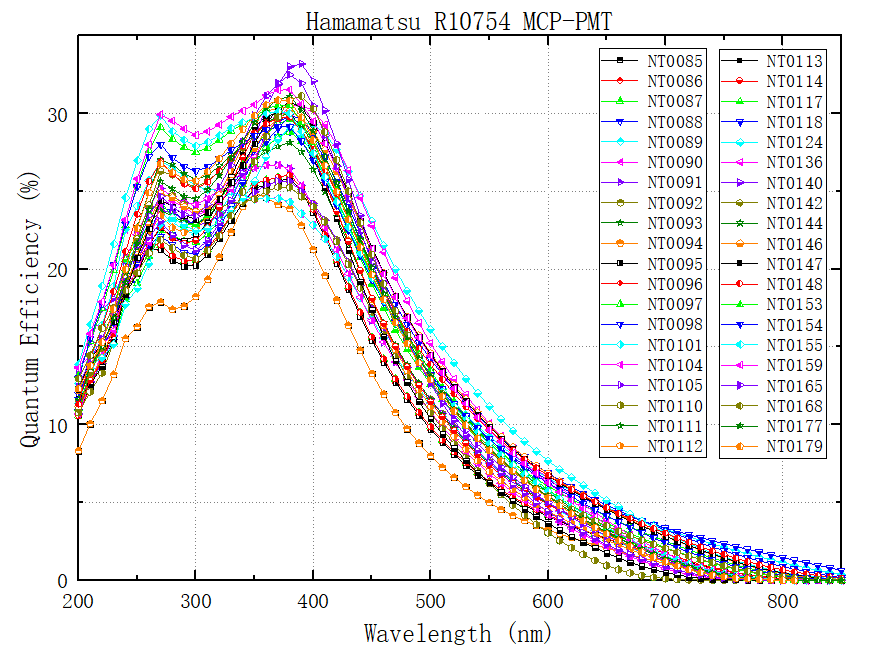 Hamamatsu R10754 MCP-PMT
Quantum Efficiency (%)
30
20
10
0
NT0085
NT0086
NT0087
NT0088
NT0089
NT0090
NT0091
NT0092
NT0093
NT0094
NT0095
NT0096
NT0097
NT0098
NT0101
NT0104
NT0105
NT0110
NT0111
NT0112
NT0113
NT0114
NT0117
NT0118
NT0124
NT0136
NT0140
NT0142
NT0144
NT0146
NT0147
NT0148
NT0153
NT0154
NT0155
NT0159
NT0165
NT0168
NT0177
NT0179
200 300 400 500 600 700 800
Wavelength (nm)